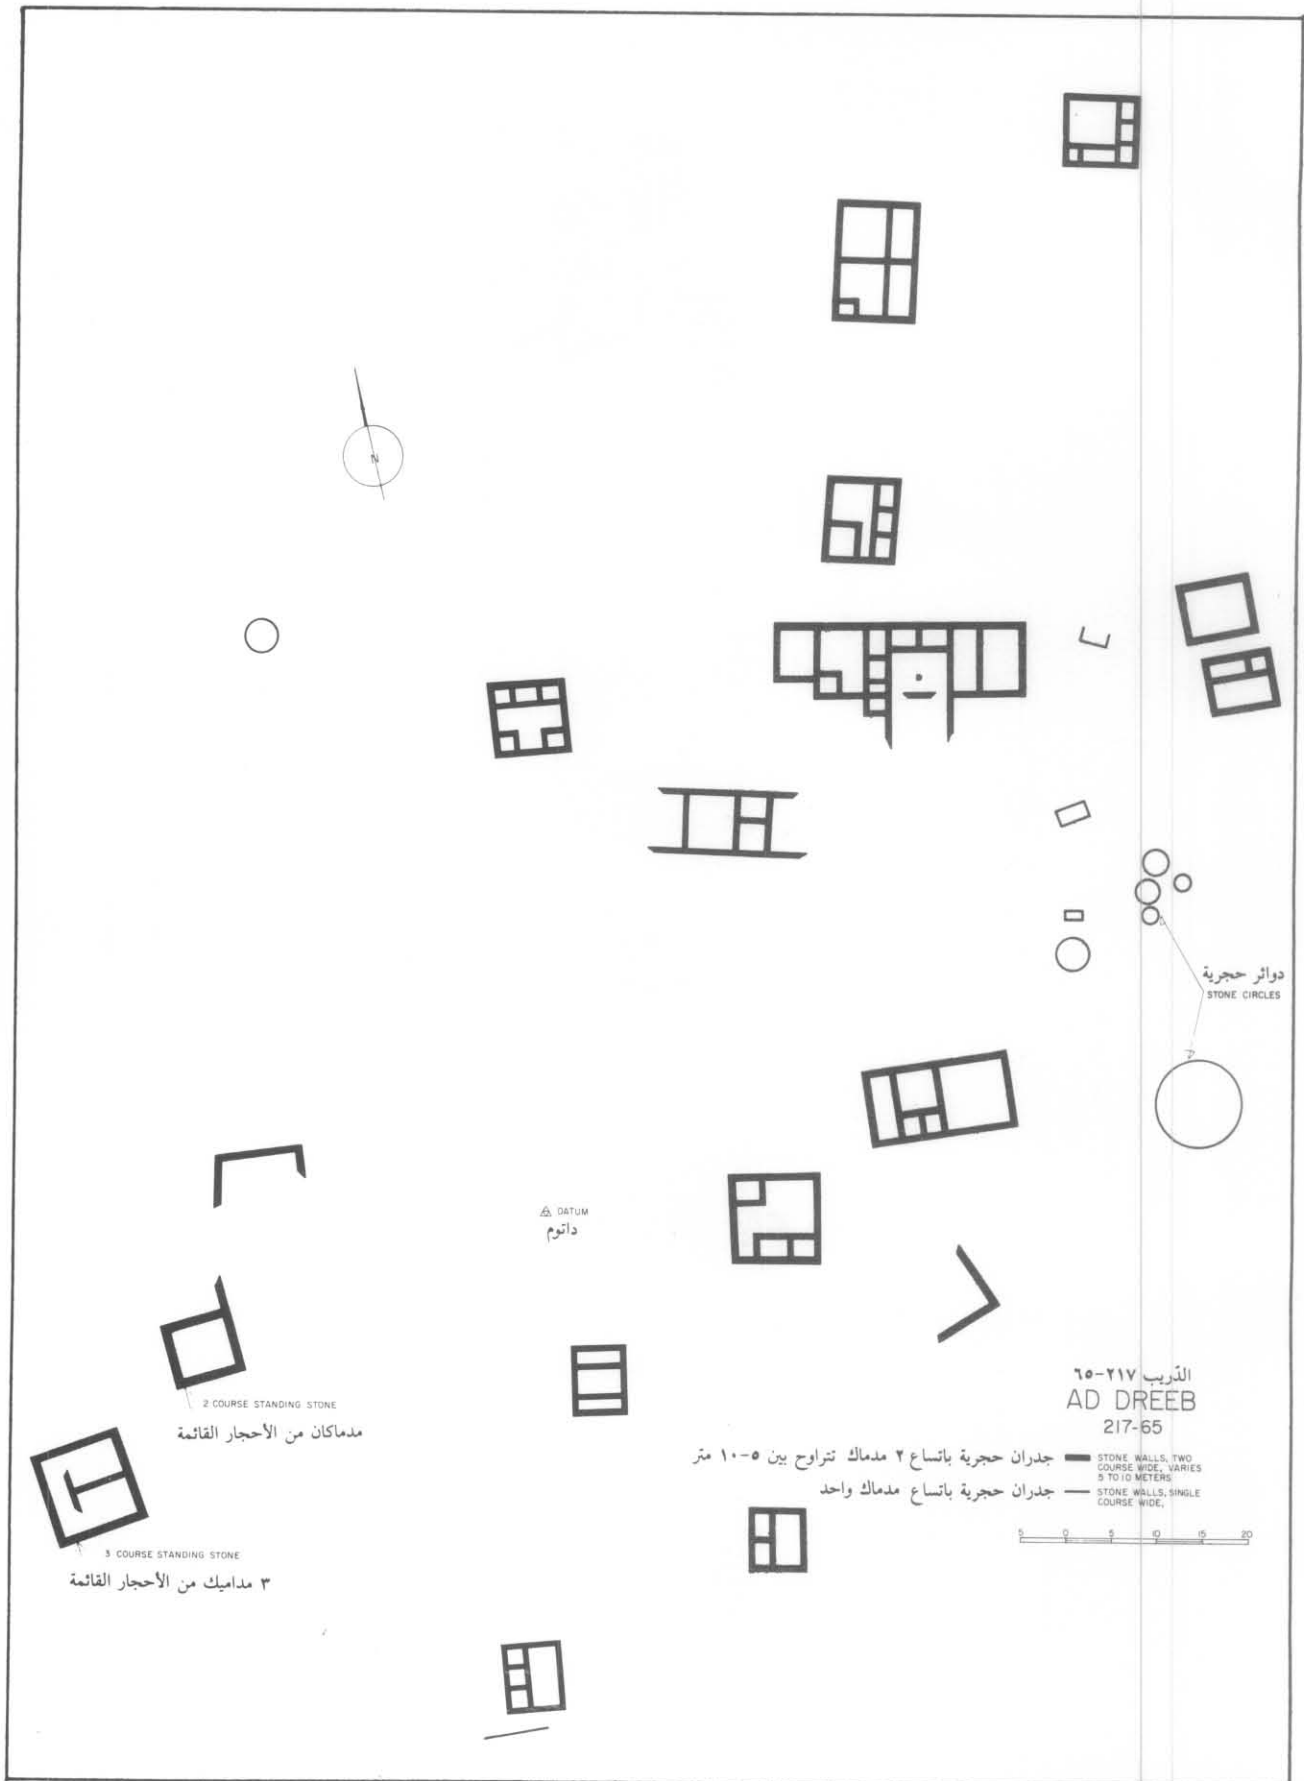 N
دوائر حجرية
STONE CIRCLES
DATUM
داتوم
2 COURSE STANDING STONE
مدماكان من الأحجار القائمة
3 COURSE STANDING STONE
٣ مداميك من الأحجار القائمة
الدّريب ٢١٧-٦٥
AD DREEB
217-65
جدران حجرية باتساع ٢ مدماك تتراوح بين ٥-١٠ متر
STONE WALLS, TWO
COURSE WIDE, VARIES
5 TO 10 METERS
جدران حجرية باتساع مدماك واحد
STONE WALLS, SINGLE
COURSE WIDE,
5 0 5 10 15 20